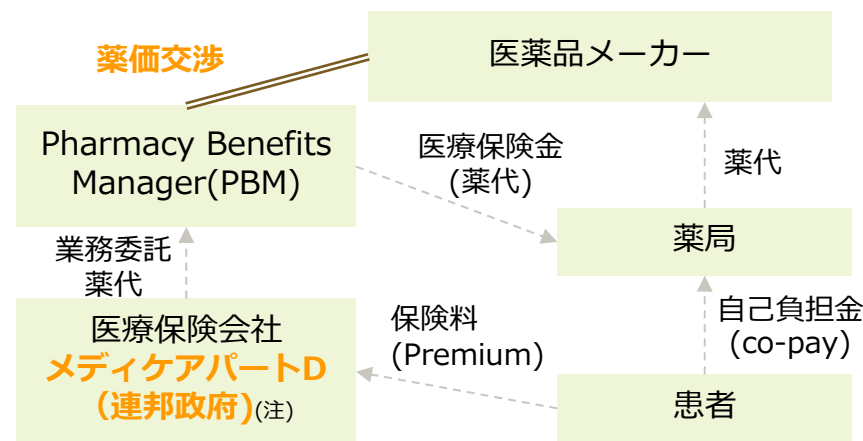 薬価交渉
医薬品メーカー
Pharmacy Benefits
Manager(PBM)
医療保険金
(薬代)
薬代
薬局
業務委託
薬代
医療保険会社
メディケアパートD
（連邦政府)(注)
保険料
(Premium)
自己負担金
(co-pay)
患者